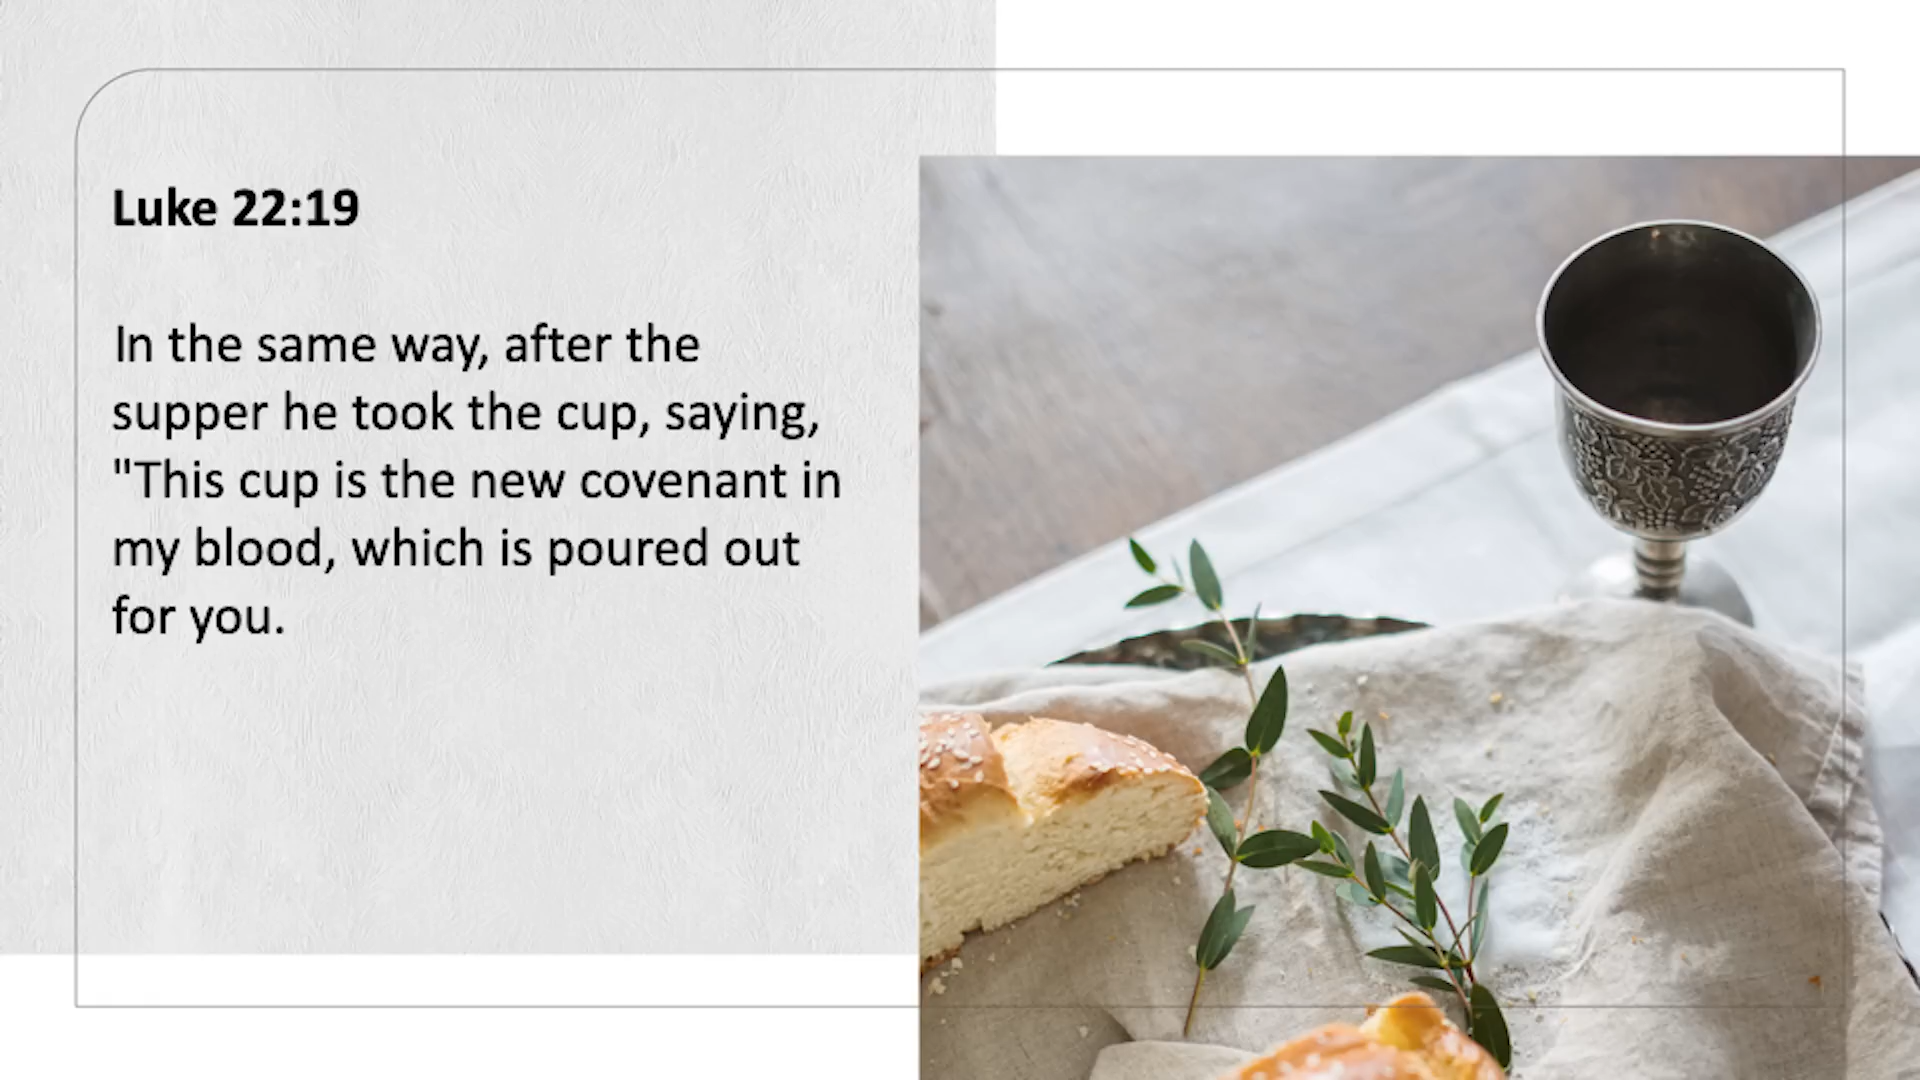 Luke 22:19
In the same way, after the
supper he took the cup, saying,
"This cup is the new covenant in
my blood, which is poured out
for you.